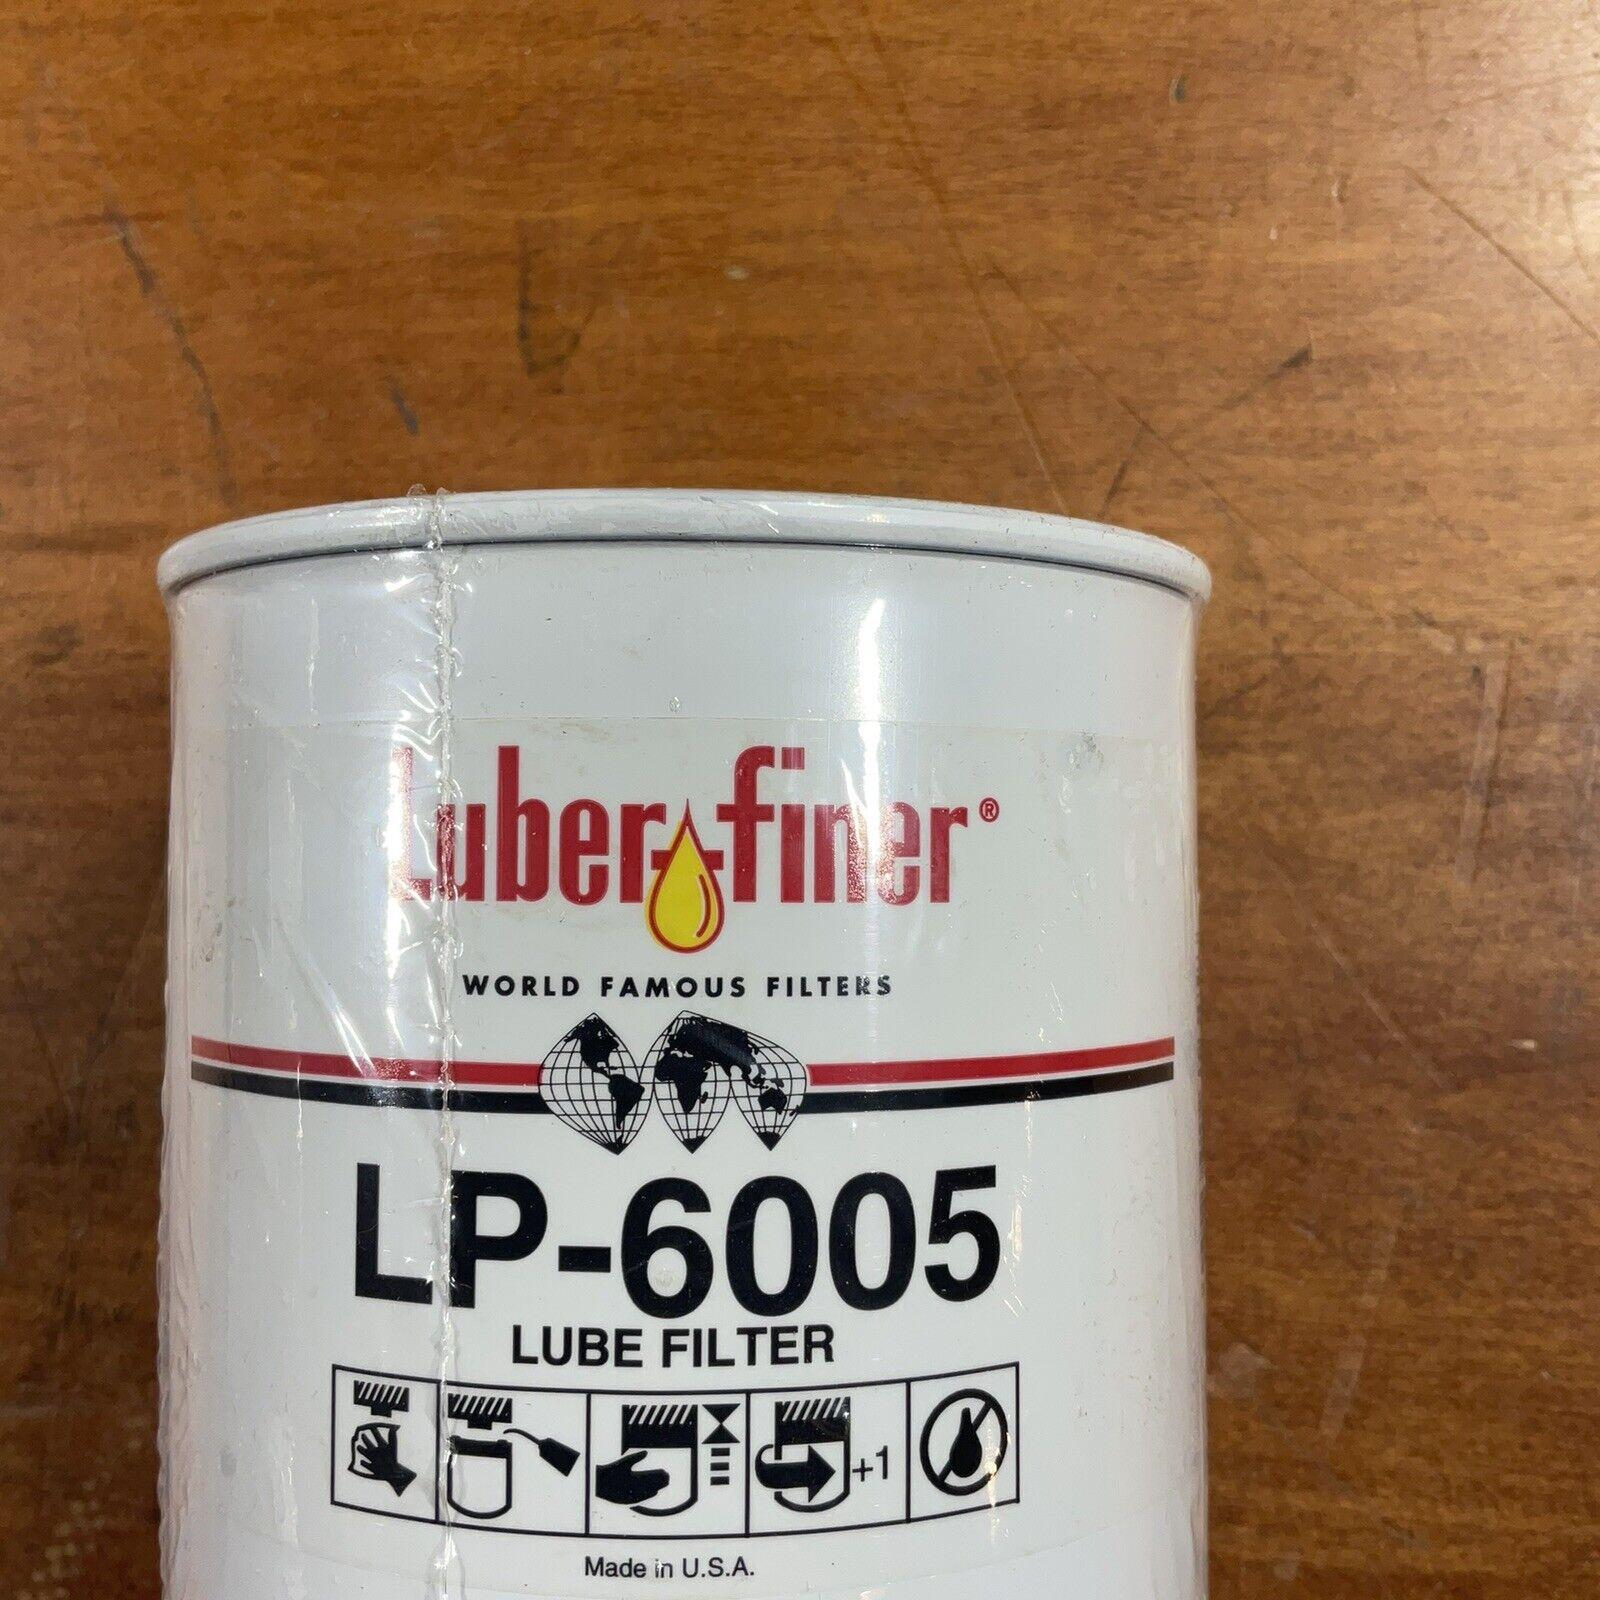 Luber-finer®
WORLD FAMOUS FILTERS
LP-6005
LUBE FILTER
+1
Made in U.S.A.